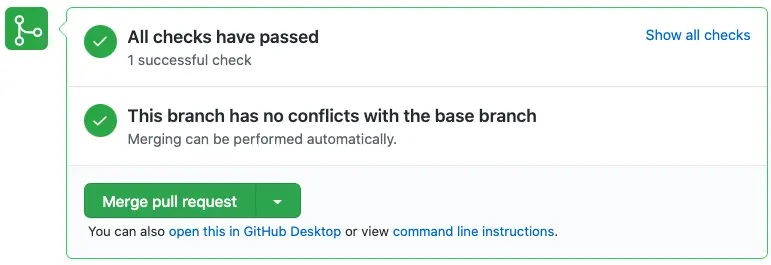 All checks have passed
Show all checks
1 successful check
This branch has no conflicts with the base branch
Merging can be performed automatically.
Merge pull request
You can also open this in GitHub Desktop or view command line instructions.